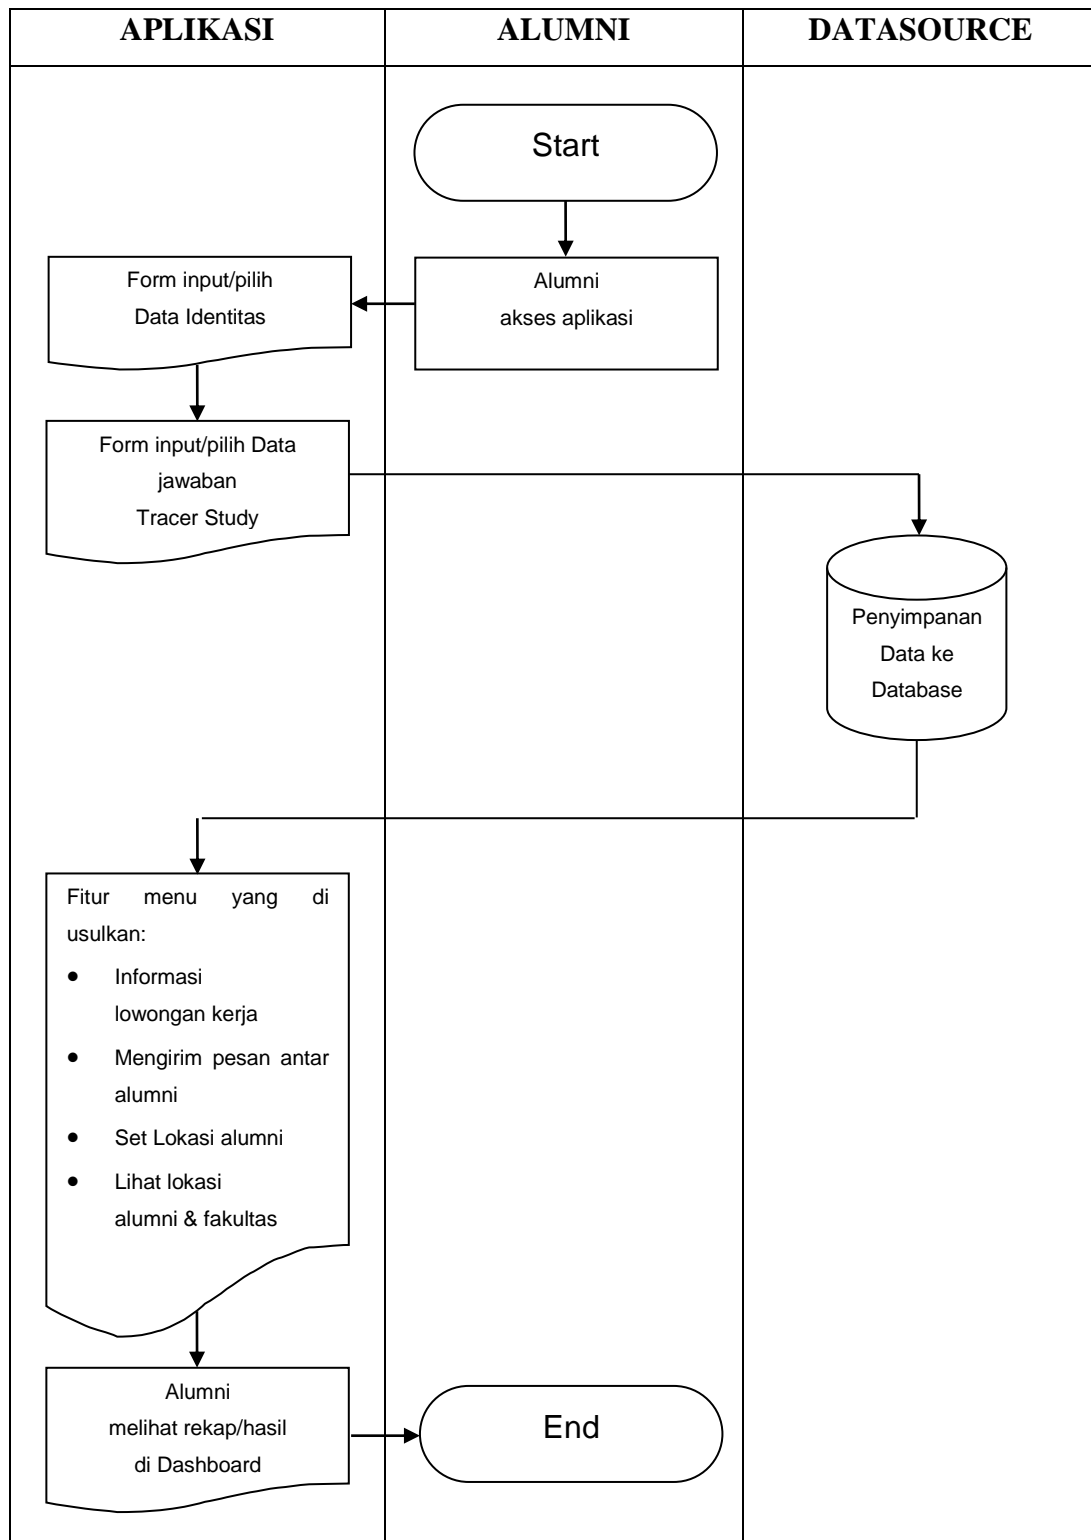 APLIKASI
ALUMNI
DATASOURCE
Start
Alumni
akses aplikasi
Form input/pilih
Data Identitas
Form input/pilih Data
jawaban
Tracer Study
Penyimpanan
Data ke
Database
Fitur menu yang di
usulkan:
● Informasi
lowongan kerja
● Mengirim pesan antar
alumni
● Set Lokasi alumni
● Lihat lokasi
alumni & fakultas
Alumni
melihat rekap/hasil
di Dashboard
End